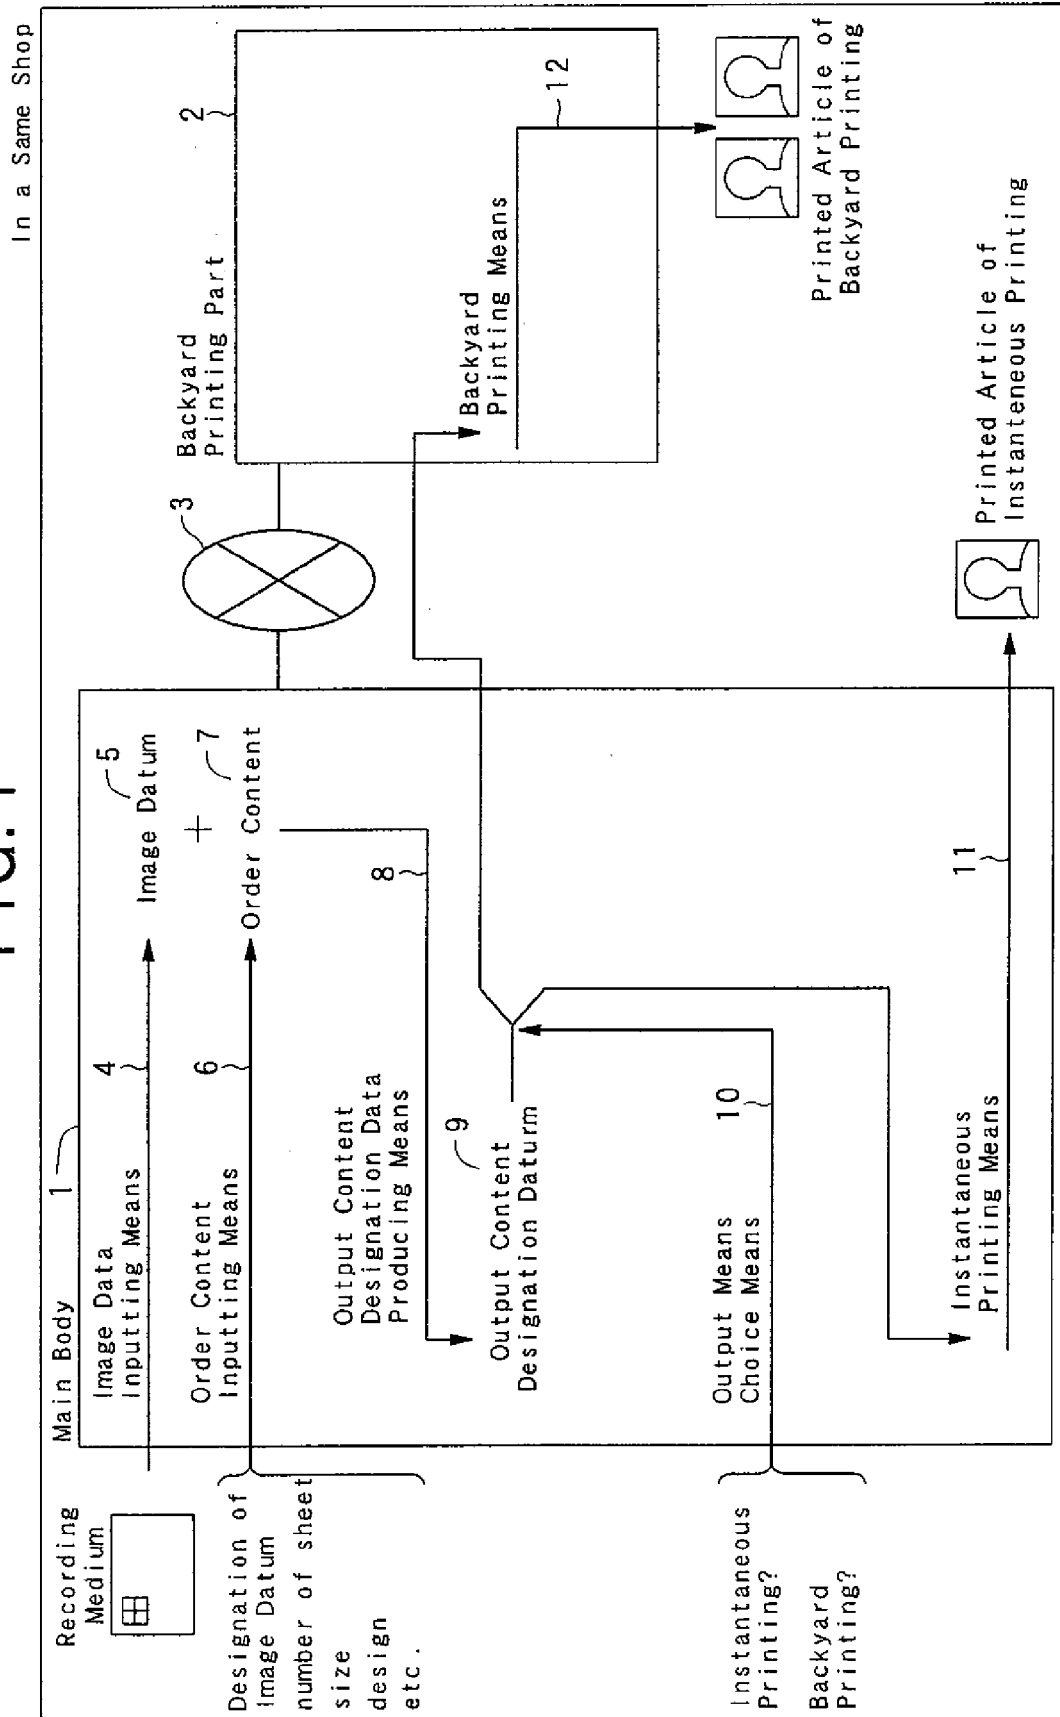 FIG.1
In a Same Shop
Recording
Medium
Main Body
1
Image Data
Inputting Means
4
Image Datum
5
+
Designation of
Image Datum
number of sheet
size
design
etc.
Order Content
Inputting Means
6
Order Content
7
3
Backyard
Printing Part
2
Output Content
Designation Data
Producing Means
8
Output Content
Designation Daturm
9
Backyard
Printing Means
12
Instantaneous
Printing?
Backyard
Printing?
Output Means
Choice Means
10
Printed Article of
Backyard Printing
Instantaneous
Printing Means
11
Printed Article of
Instanteneous Printing